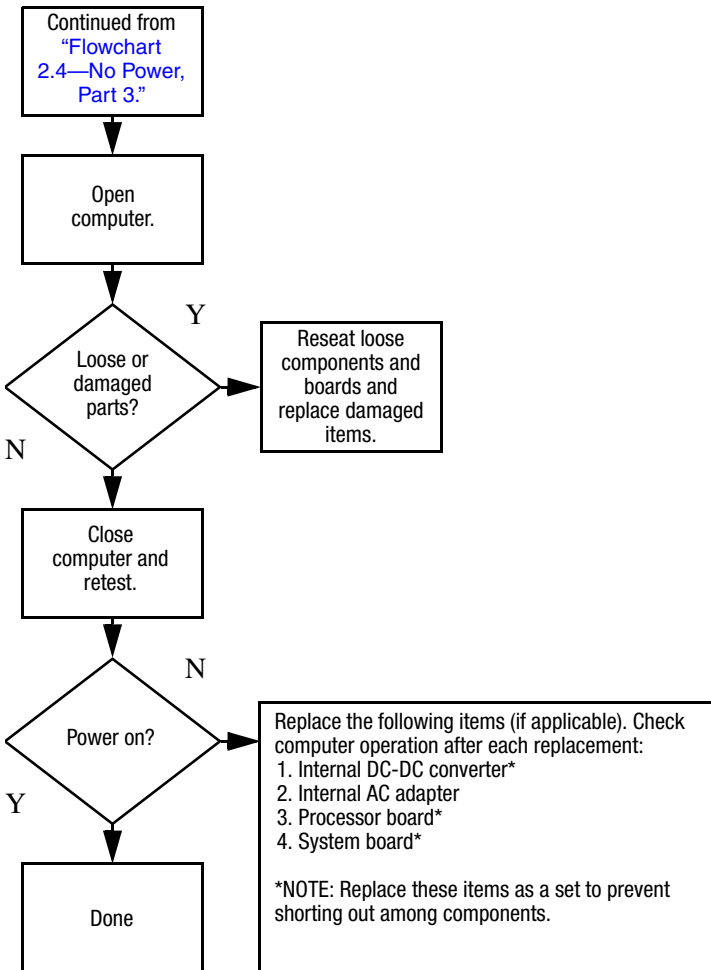 Continued from
“Flowchart
2.4—No Power,
Part 3.”
Open
computer.
Y
Loose or
damaged
parts?
Reseat loose
components and
boards and
replace damaged
items.
N
Close
computer and
retest.
N
Power on?
Replace the following items (if applicable). Check
computer operation after each replacement:
1. Internal DC-DC converter*
2. Internal AC adapter
3. Processor board*
4. System board*
*NOTE: Replace these items as a set to prevent
shorting out among components.
Y
Done